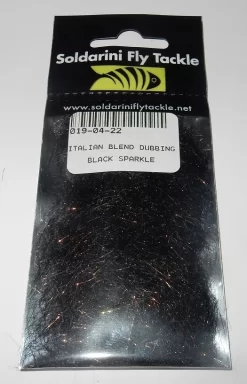 Soldarini Fly Tackle
www.soldariniflytackle.net
019-04-22
ITALIAN BLEND DUBBING
BLACK SPARKLE